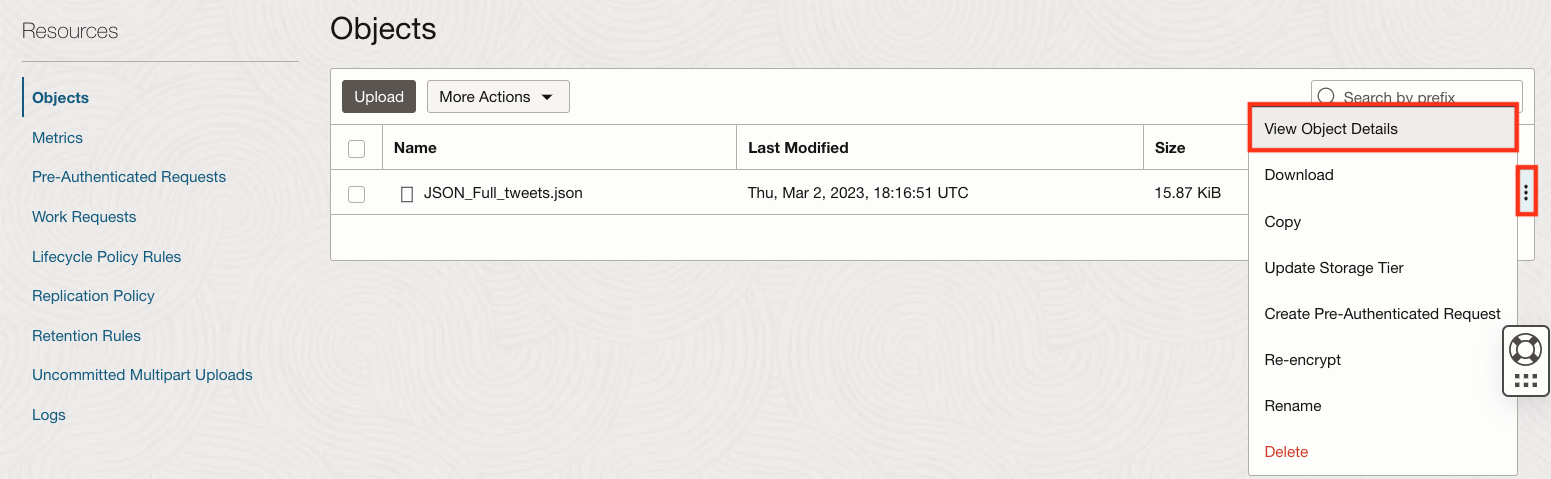 Resources
Objects
Metrics
Pre-Authenticated Requests
Work Requests
Lifecycle Policy Rules
Replication Policy
Retention Rules
Uncommitted Multipart Uploads
Logs
Objects
Upload More Actions
Search by prefix
Name Last Modified Size
JSON_Full_tweets.json Thu, Mar 2, 2023, 18:16:51 UTC 15.87 KiB
View Object Details
Download
Copy
Update Storage Tier
Create Pre-Authenticated Request
Re-encrypt
Rename
Delete